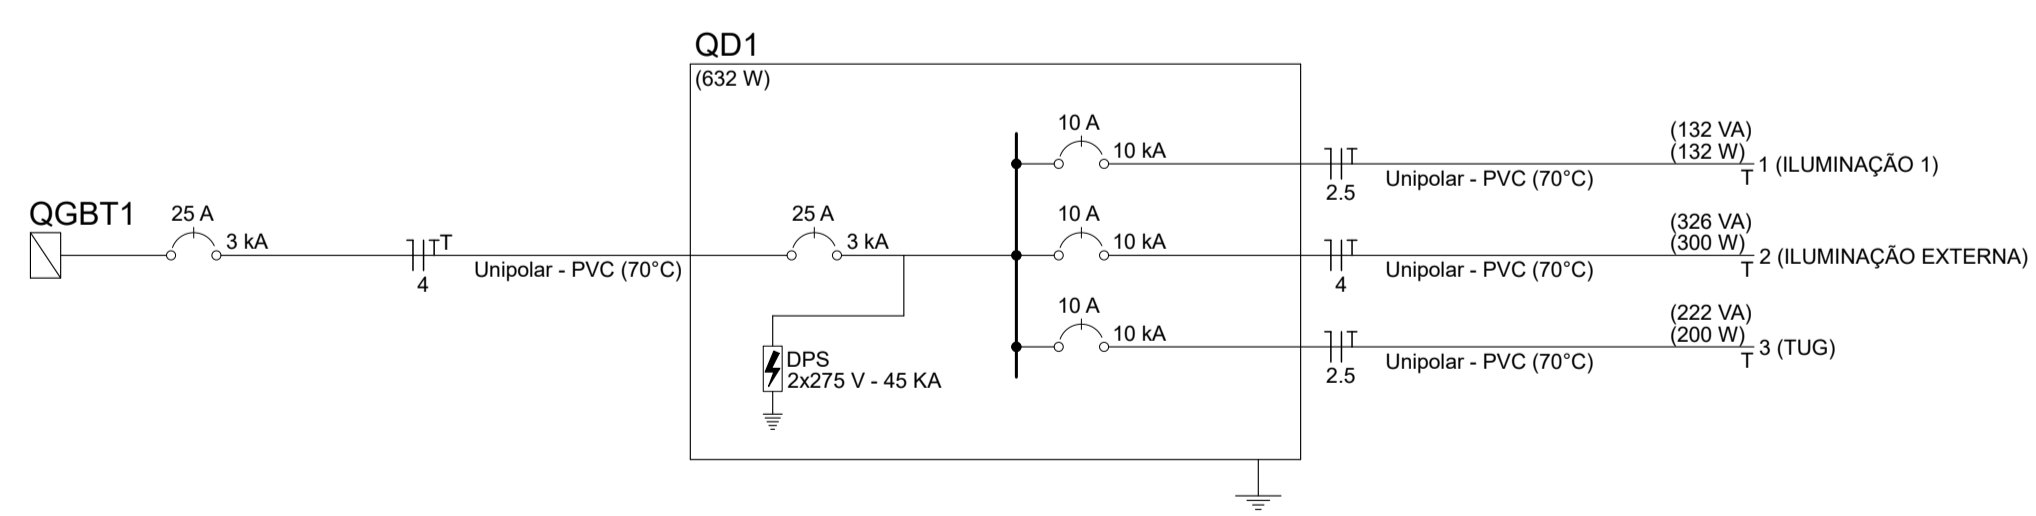 QD1
(632 W)
QGBT1
25 A
3 kA
T
4
Unipolar - PVC (70°C)
25 A
3 kA
DPS
2x275 V - 45 KA
10 A
10 kA
T
2.5
Unipolar - PVC (70°C)
(132 VA)
(132 W)
T
1 (ILUMINAÇÃO 1)
10 A
10 kA
T
4
Unipolar - PVC (70°C)
(326 VA)
(300 W)
T
2 (ILUMINAÇÃO EXTERNA)
10 A
10 kA
T
2.5
Unipolar - PVC (70°C)
(222 VA)
(200 W)
T
3 (TUG)